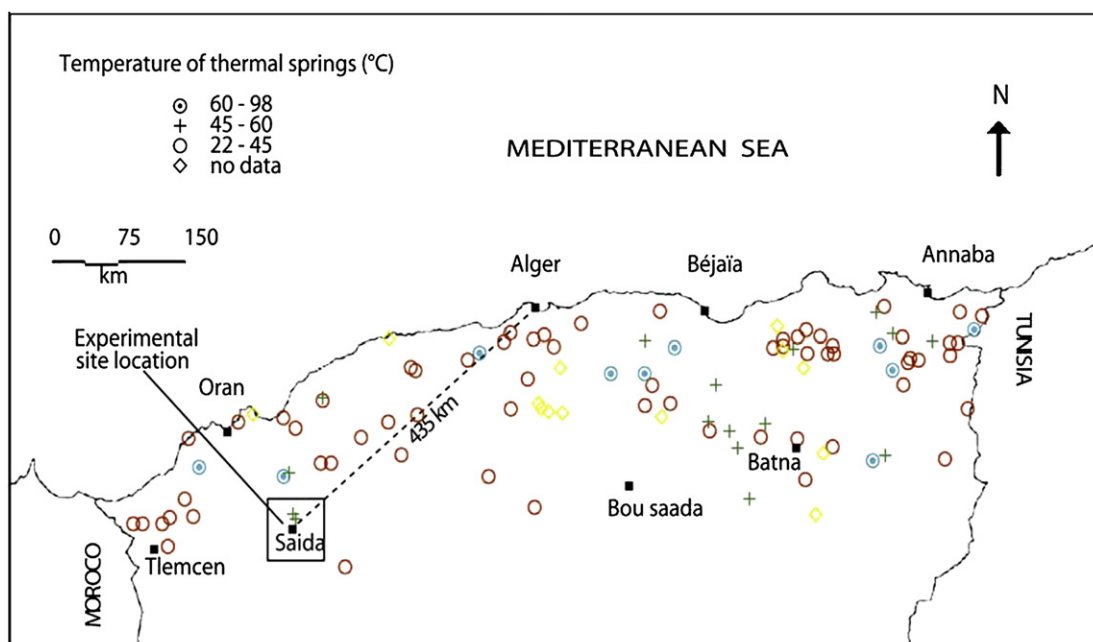 Temperature of thermal springs (°C)
60 - 98
45 - 60
22 - 45
no data
N
MEDITERRANEAN SEA
0 75 150
km
Alger
Béjaïa
Annaba
Experimental
site location
Oran
TUNISIA
435 km
Batna
Bou saada
Saida
Tlemcen
MOROCO